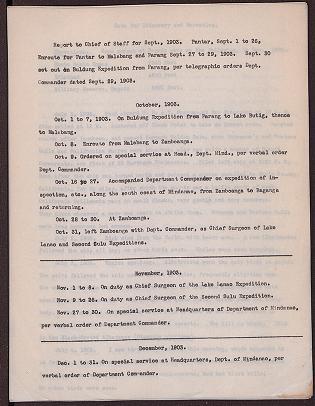 Report to Chief of Staff for Sept., 1903. Pantar, Sept. 1 to 26,
Enroute for Pantar to Malabang and Parang Sept. 27 to 29, 1903. Sept. 30
set out on Buldung Expedition from Parang, per telegraphic orders Dept.
Commander dated Sept. 29, 1903.
October, 1903.
Oct. 1 to 7, 1903. On Buldung Expedition from Parang to Lake Butig, thence
to Malabang.
Oct. 8. Enroute from Malabang to Zamboanga.
Oct. 9. Ordered on special service at Head., Dept. Mind., per verbal order
Dept. Commander.
Oct. 16 to 27. Accompanied Department Commander on expedition of in-
spection, etc., along the south coast of Mindanao, from Zamboanga to Baganga
and returning.
Oct. 28 to 30. At Zamboanga.
Oct. 31, left Zamboanga with Dept. Commander, as Chief Surgeon of Lake
Lanao and Second Sulu Expeditions.
November, 1903.
Nov. 1 to 8. On duty as Chief Surgeon of the Lake Lanao Expedition.
Nov. 9 to 26. On duty as Chief Surgeon of the Second Sulu Expedition.
Nov. 27 to 30. On special service at Headquarters of Department of Mindanao,
per verbal order of Department Commander.
December, 1903.
Dec. 1 to 31. On special service at Headquarters, Dept. of Mindanao, per
verbal order of Department Commander.